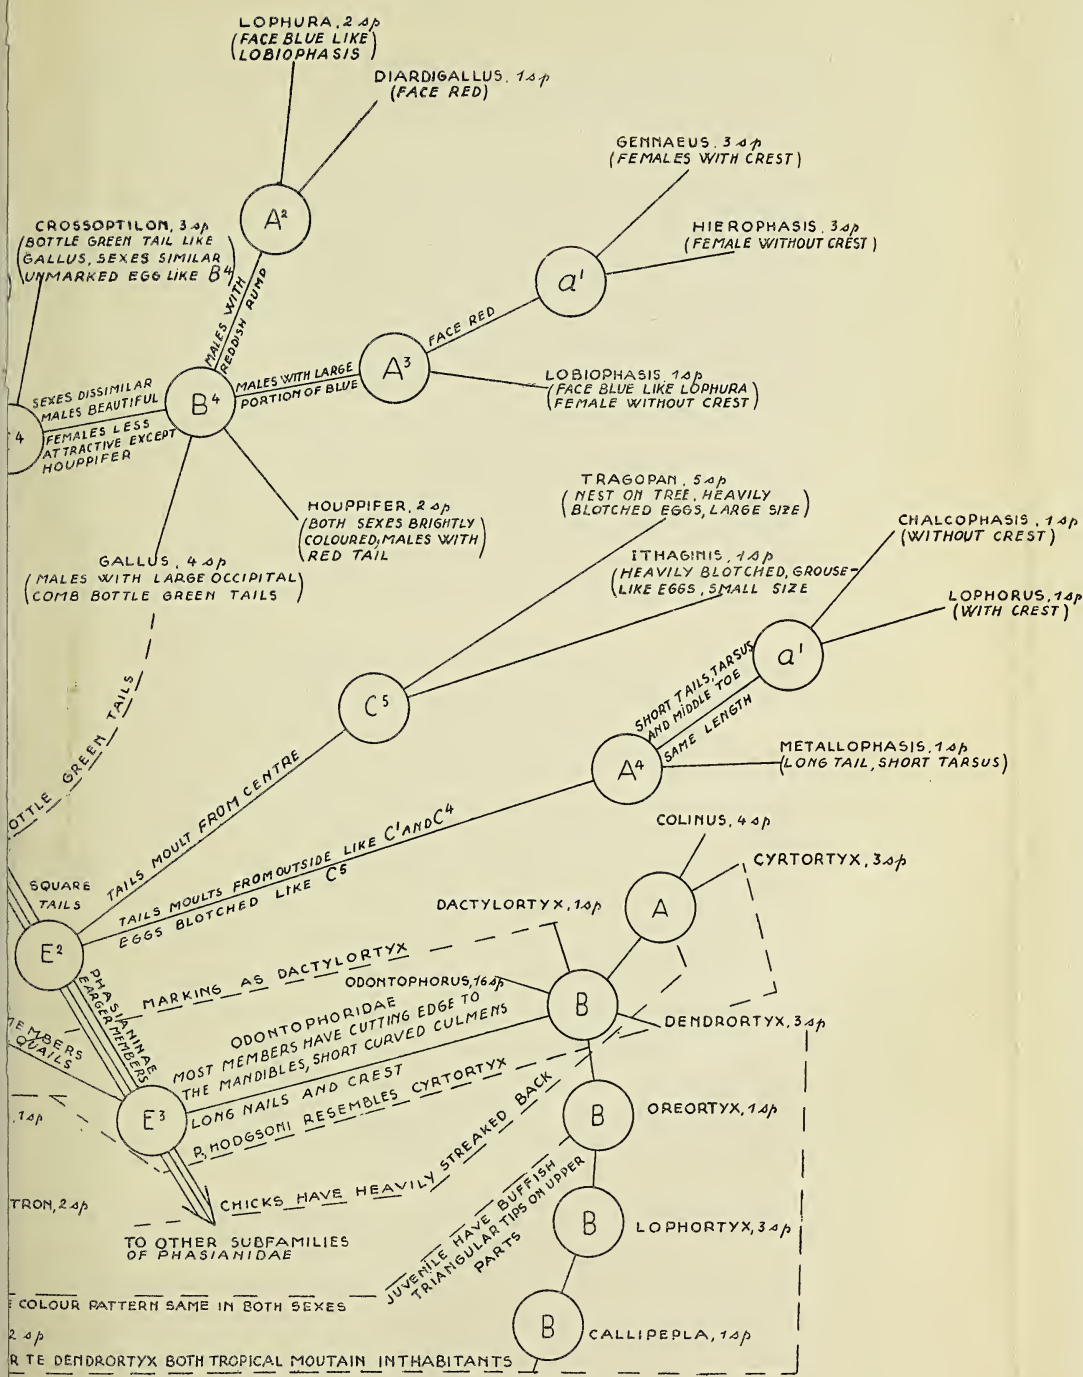 LOPHURA, 2 sp
(FACE BLUE LIKE)
(LOBIOPHASIS)
DIARDIGALLUS, 1 sp
(FACE RED)
GENNAEUS, 3 sp
(FEMALES WITH CREST)
A²
CROSSOPTILON, 3 sp
(BOTTLE GREEN TAIL LIKE
GALLUS, SEXES SIMILAR
UNMARKED EGG LIKE B⁴)
HIEROPHASIS, 3 sp
(FEMALE WITHOUT CREST)
a¹
MALES WITH
REDDISH RUMP
FACE RED
A³
MALES WITH LARGE
PORTION OF BLUE
LOBIOPHASIS 1 sp
(FACE BLUE LIKE LOPHURA)
(FEMALE WITHOUT CREST)
SEXES DISSIMILAR
MALES BEAUTIFUL
B⁴
4
FEMALES LESS
ATTRACTIVE EXCEPT
HOUPPIFER
HOUPPIFER, 2 sp
(BOTH SEXES BRIGHTLY
COLOURED, MALES WITH
RED TAIL)
TRAGOPAN, 5 sp
(NEST ON TREE, HEAVILY
BLOTCHED EGGS, LARGE SIZE)
CHALCOPHASIS, 1 sp
(WITHOUT CREST)
GALLUS, 4 sp
(MALES WITH LARGE OCCIPITAL)
(COMB BOTTLE GREEN TAILS)
ITHAGINIS, 1 sp
(HEAVILY BLOTCHED, GROUSE-
LIKE EGGS, SMALL SIZE)
LOPHORUS, 1 sp
(WITH CREST)
a¹
SHORT TAILS, TARSUS
AND MIDDLE TOE
SAME LENGTH
C⁵
OTTLE GREEN TAILS
A⁴
METALLOPHASIS, 1 sp
(LONG TAIL, SHORT TARSUS)
TAILS MOULT FROM CENTRE
TAILS MOULTS FROM OUTSIDE LIKE C¹ AND C⁴
EGGS BLOTCHED LIKE C⁵
COLINUS, 4 sp
CYRTORTYX, 3 sp
SQUARE
TAILS
E²
DACTYLORTYX, 1 sp
A
MARKING AS DACTYLORTYX
ODONTOPHORUS, 16 sp
PHASIANINAE
EARGER MEMBERS
B
DENDRORTYX, 3 sp
EMBERS
QUAILS
ODONTOPHORIDAE
MOST MEMBERS HAVE CUTTING EDGE TO
THE MANDIBLES, SHORT CURVED CULMENS
LONG NAILS AND CREST
P, HODGSONI RESEMBLES CYRTORTYX
E³
, 1 sp
B
OREORTYX, 1 sp
CHICKS HAVE HEAVILY STREAKED BACK
TRON, 2 sp
TO OTHER SUBFAMILIES
OF PHASIANIDAE
JUVENILE HAVE BUFFISH
TRIANGULAR TIPS ON UPPER
PARTS
B
LOPHORTYX, 3 sp
E COLOUR PATTERN SAME IN BOTH SEXES
2 sp
B
CALLIPEPLA, 1 sp
R TE DENDRORTYX BOTH TROPICAL MOUTAIN INTHABITANTS